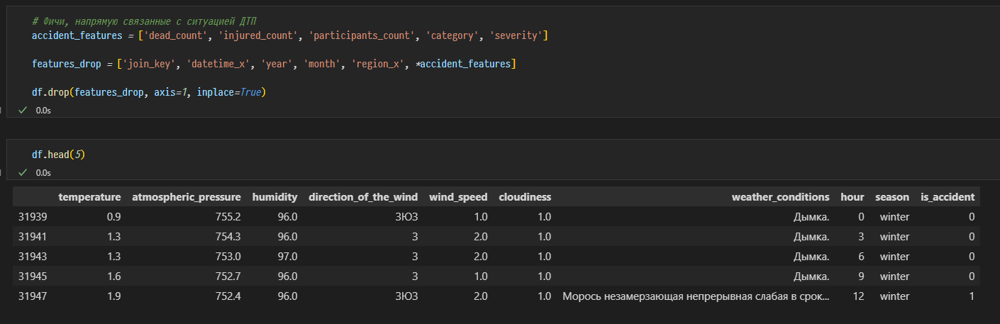 # Фичи, напрямую связанные с ситуацией ДТП
accident_features = ['dead_count', 'injured_count', 'participants_count', 'category', 'severity']
features_drop = ['join_key', 'datetime_x', 'year', 'month', 'region_x', *accident_features]
df.drop(features_drop, axis=1, inplace=True)
✓ 0.0s
df.head(5)
✓ 0.0s
temperature atmospheric_pressure humidity direction_of_the_wind wind_speed cloudiness weather_conditions hour season is_accident
31939 0.9 755.2 96.0 ЗЮЗ 1.0 1.0 Дымка. 0 winter 0
31941 1.3 754.3 96.0 З 2.0 1.0 Дымка. 3 winter 0
31943 1.3 753.0 97.0 З 2.0 1.0 Дымка. 6 winter 0
31945 1.6 752.7 96.0 З 1.0 1.0 Дымка. 9 winter 0
31947 1.9 752.4 96.0 ЗЮЗ 2.0 1.0 Морось незамерзающая непрерывная слабая в срок... 12 winter 1